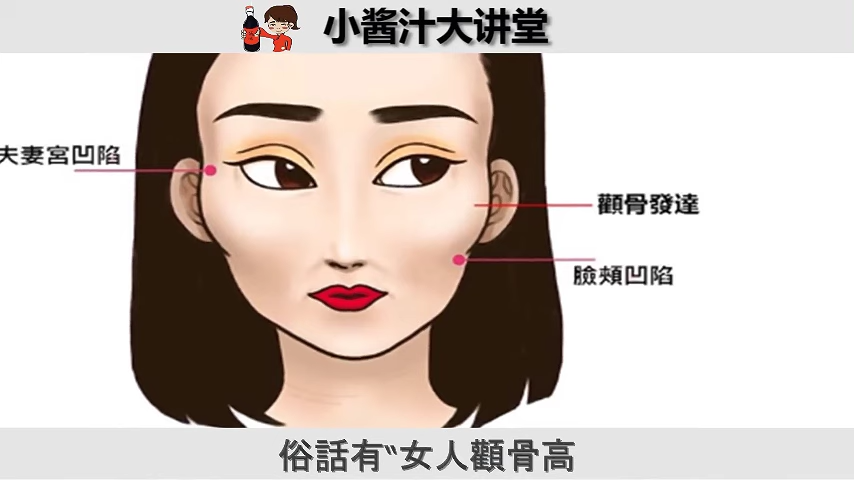 小酱汁大讲堂
夫妻宮凹陷
顴骨發達
臉頰凹陷
俗話有“女人顴骨高